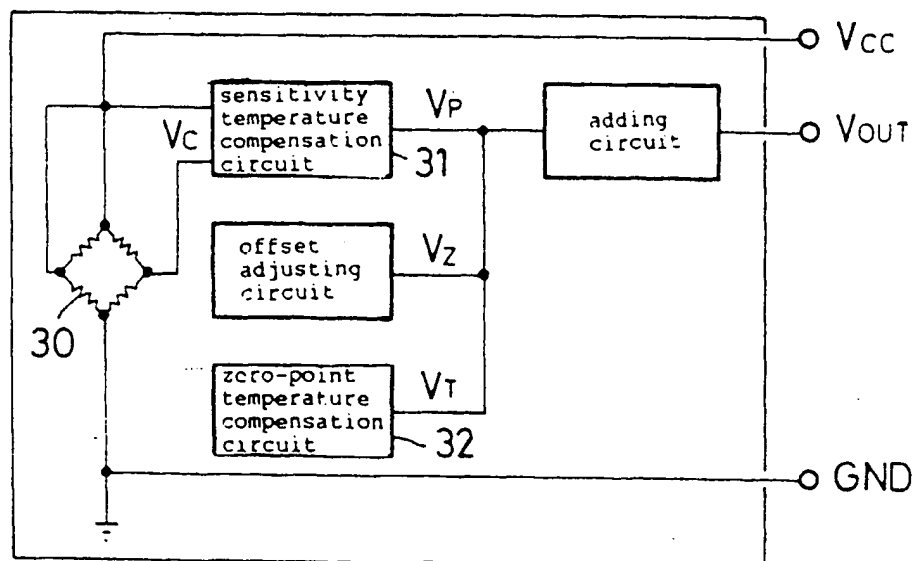 VCC
sensitivity
temperature
compensation
circuit
VC
VP
31
adding
circuit
VOUT
offset
adjusting
circuit
VZ
30
zero-point
temperature
compensation
circuit
VT
32
GND